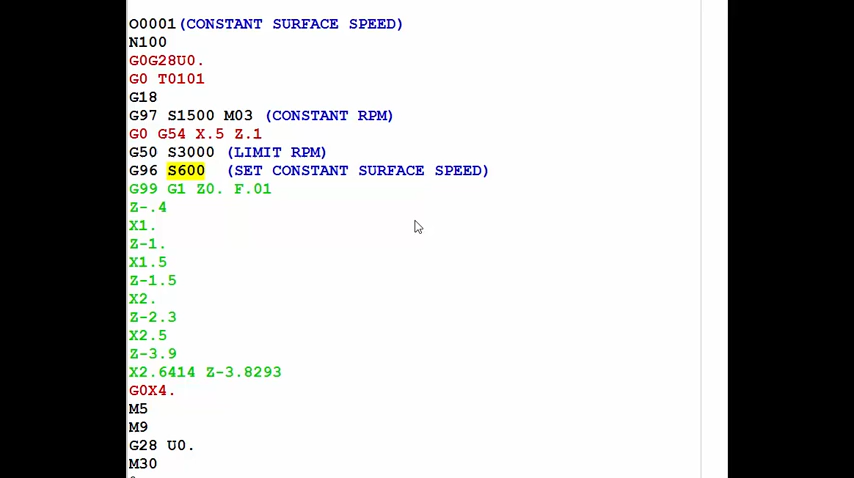 O0001(CONSTANT SURFACE SPEED)
N100
G0G28U0.
G0 T0101
G18
G97 S1500 M03 (CONSTANT RPM)
G0 G54 X.5 Z.1
G50 S3000 (LIMIT RPM)
G96 S600  (SET CONSTANT SURFACE SPEED)
G99 G1 Z0. F.01
Z-.4
X1.
Z-1.
X1.5
Z-1.5
X2.
Z-2.3
X2.5
Z-3.9
X2.6414 Z-3.8293
G0X4.
M5
M9
G28 U0.
M30